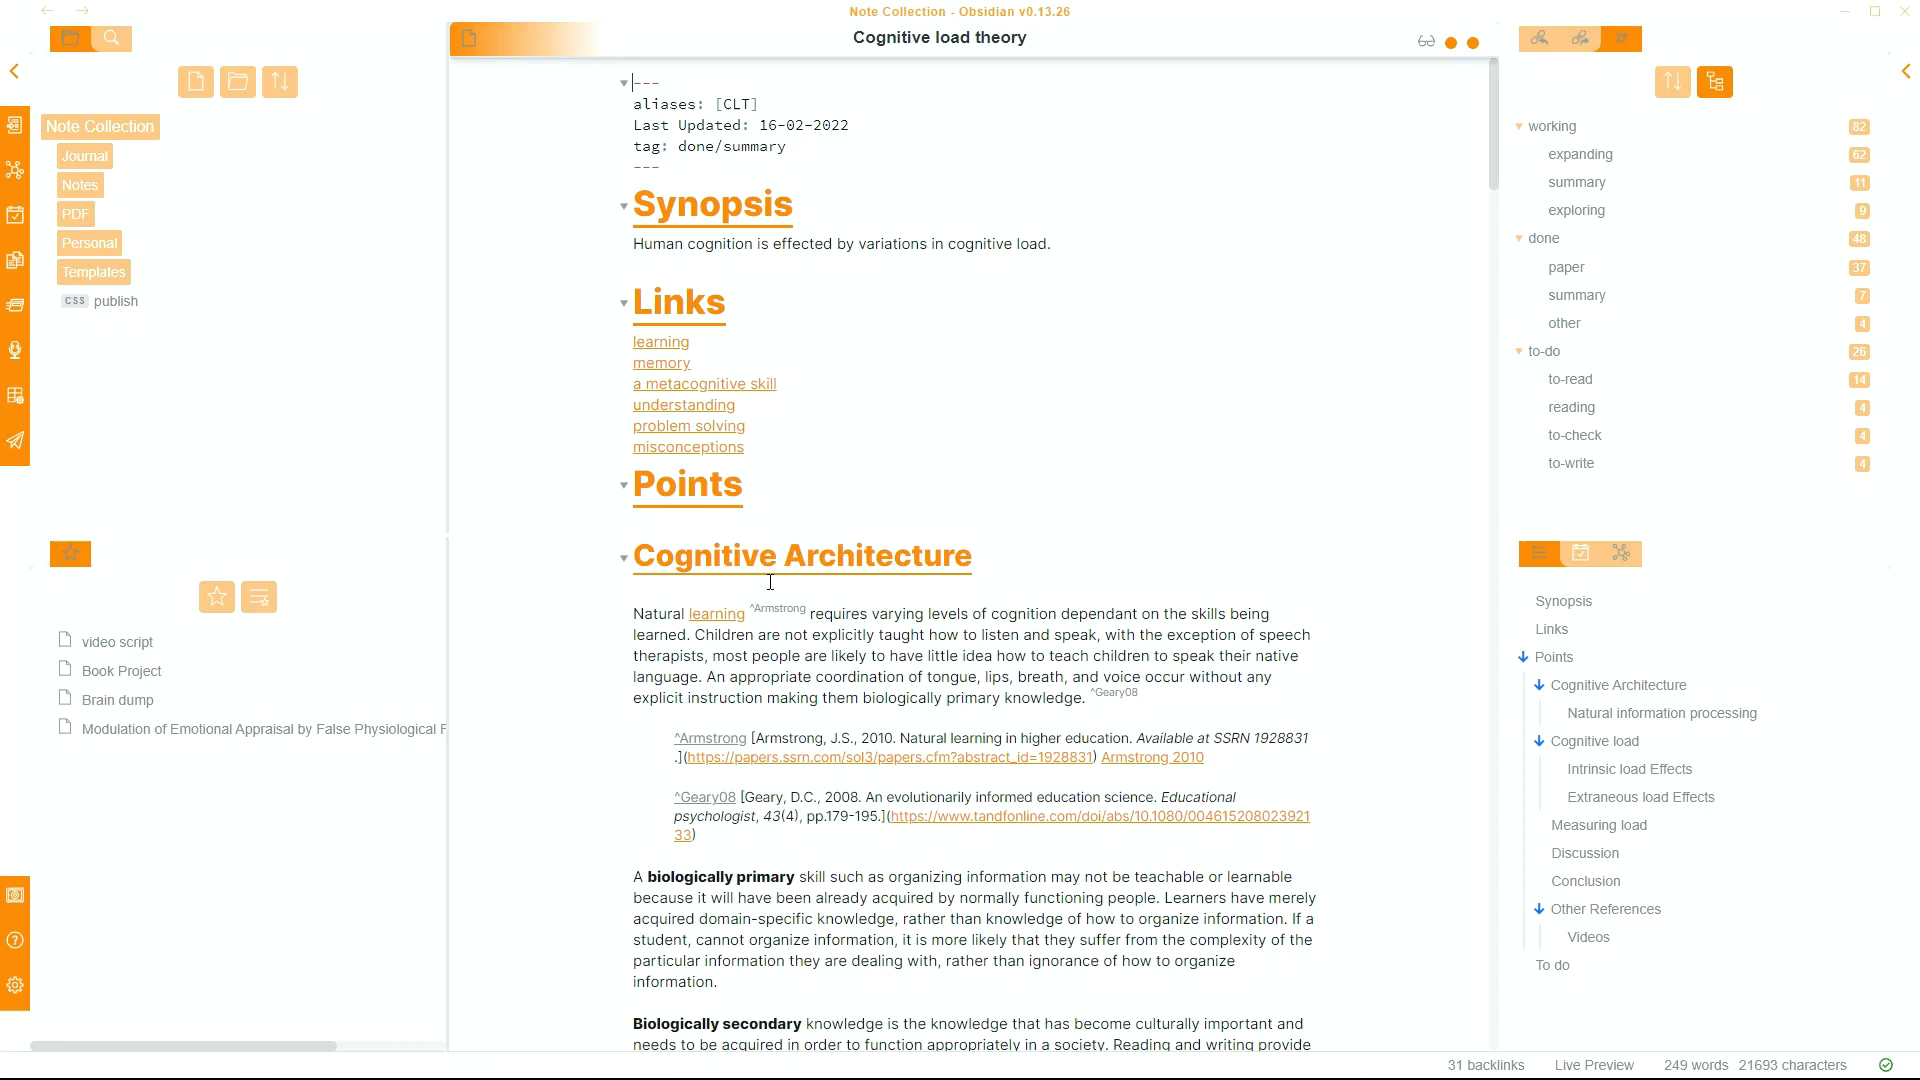 Note Collection - Obsidian v0.13.26
Cognitive load theory
Note Collection
Journal
Notes
PDF
Personal
Templates
CSS publish
video script
Book Project
Brain dump
Modulation of Emotional Appraisal by False Physiological F
---
aliases: [CLT]
Last Updated: 16-02-2022
tag: done/summary
---
Synopsis
Human cognition is effected by variations in cognitive load.
Links
learning
memory
a metacognitive skill
understanding
problem solving
misconceptions
Points
Cognitive Architecture
Natural learning ^Armstrong requires varying levels of cognition dependant on the skills being
learned. Children are not explicitly taught how to listen and speak, with the exception of speech
therapists, most people are likely to have little idea how to teach children to speak their native
language. An appropriate coordination of tongue, lips, breath, and voice occur without any
explicit instruction making them biologically primary knowledge. ^Geary08
^Armstrong [Armstrong, J.S., 2010. Natural learning in higher education. Available at SSRN 1928831
.](https://papers.ssrn.com/sol3/papers.cfm?abstract_id=1928831) Armstrong 2010
^Geary08 [Geary, D.C., 2008. An evolutionarily informed education science. Educational
psychologist, 43(4), pp.179-195.](https://www.tandfonline.com/doi/abs/10.1080/004615208023921
33)
A biologically primary skill such as organizing information may not be teachable or learnable
because it will have been already acquired by normally functioning people. Learners have merely
acquired domain-specific knowledge, rather than knowledge of how to organize information. If a
student, cannot organize information, it is more likely that they suffer from the complexity of the
particular information they are dealing with, rather than ignorance of how to organize
information.
Biologically secondary knowledge is the knowledge that has become culturally important and
needs to be acquired in order to function appropriately in a society. Reading and writing provide
working 82
expanding 62
summary 11
exploring 9
done 48
paper 37
summary 7
other 4
to-do 26
to-read 14
reading 4
to-check 4
to-write 4
Synopsis
Links
Points
Cognitive Architecture
Natural information processing
Cognitive load
Intrinsic load Effects
Extraneous load Effects
Measuring load
Discussion
Conclusion
Other References
Videos
To do
31 backlinks Live Preview 249 words 21693 characters